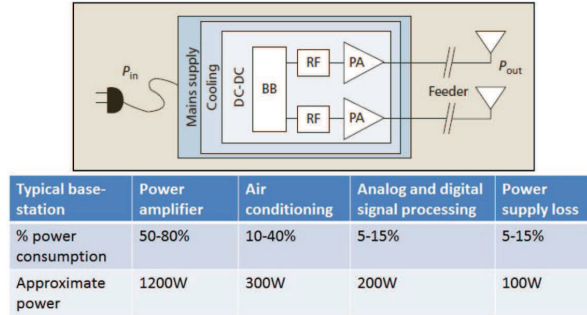 P_in
Mains supply
Cooling
DC-DC
BB
RF
PA
RF
PA
Feeder
P_out
Typical base-
station
Power
amplifier
Air
conditioning
Analog and digital
signal processing
Power
supply loss
% power
consumption
50-80%
10-40%
5-15%
5-15%
Approximate
power
1200W
300W
200W
100W